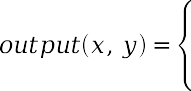 output(x, y) = {